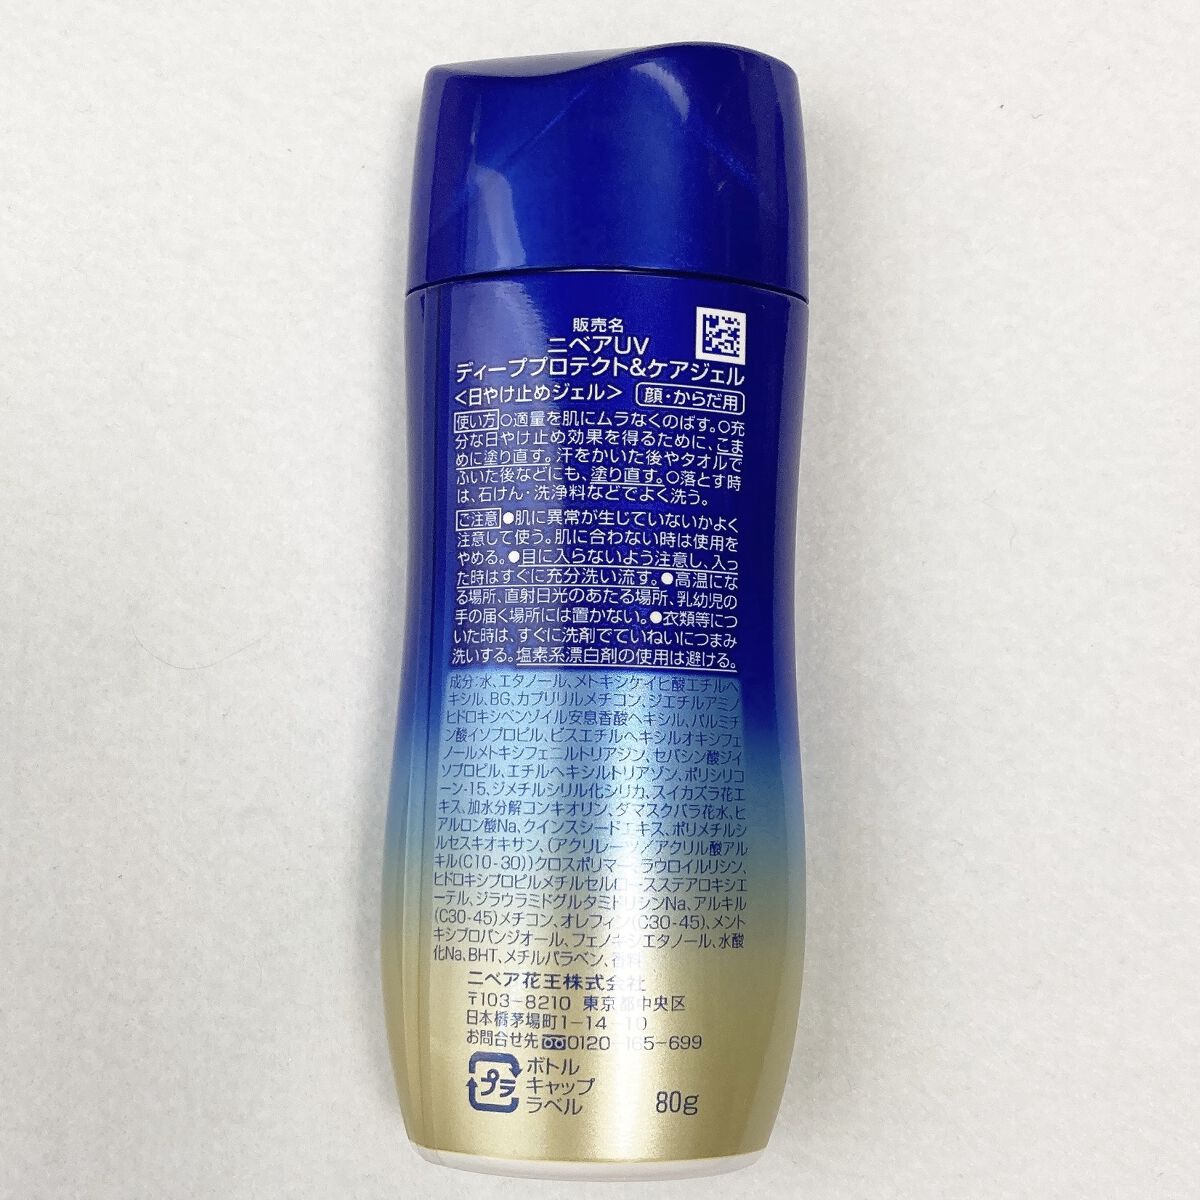 販売名
ニベアUV
ディーププロテクト&ケアジェル
<日やけ止めジェル> 顔・からだ用
使い方 ○適量を肌にムラなくのばす。○充
分な日やけ止め効果を得るために、こま
めに塗り直す。汗をかいた後やタオルで
ふいた後などにも、塗り直す。○落とす時
は、石けん・洗浄料などでよく洗う。
ご注意 ●肌に異常が生じていないかよく
注意して使う。肌に合わない時は使用を
やめる。●目に入らないよう注意し、入っ
た時はすぐに充分洗い流す。●高温にな
る場所、直射日光のあたる場所、乳幼児の
手の届く場所には置かない。●衣類等につ
いた時は、すぐに洗剤でていねいにつまみ
洗いする。塩素系漂白剤の使用は避ける。
成分:水、エタノール、メトキシケイヒ酸エチルヘ
キシル、BG、カプリリルメチコン、ジエチルアミノ
ヒドロキシベンゾイル安息香酸ヘキシル、パルミチ
ン酸イソプロピル、ビスエチルヘキシルオキシフェ
ノールメトキシフェニルトリアジン、セバシン酸ジイ
ソプロピル、エチルヘキシルトリアゾン、ポリシリコ
ーン-15、ジメチルシリル化シリカ、スイカズラ花エ
キス、加水分解コンキオリン、ダマスクバラ花水、ヒ
アルロン酸Na、クインスシードエキス、ポリメチルシ
ルセスキオキサン、(アクリレーツ/アクリル酸アル
キル(C10-30))クロスポリマー、ラウロイルリシン、
ヒドロキシプロピルメチルセルロースステアロキシエ
ーテル、ジラウラミドグルタミドリシンNa、アルキル
(C30-45)メチコン、オレフィン(C30-45)、メント
キシプロパンジオール、フェノキシエタノール、水酸
化Na、BHT、メチルパラベン、香料
ニベア花王株式会社
〒103-8210 東京都中央区
日本橋茅場町1-14-10
お問合せ先 0120-165-699
プラ ボトル
キャップ
ラベル 80g